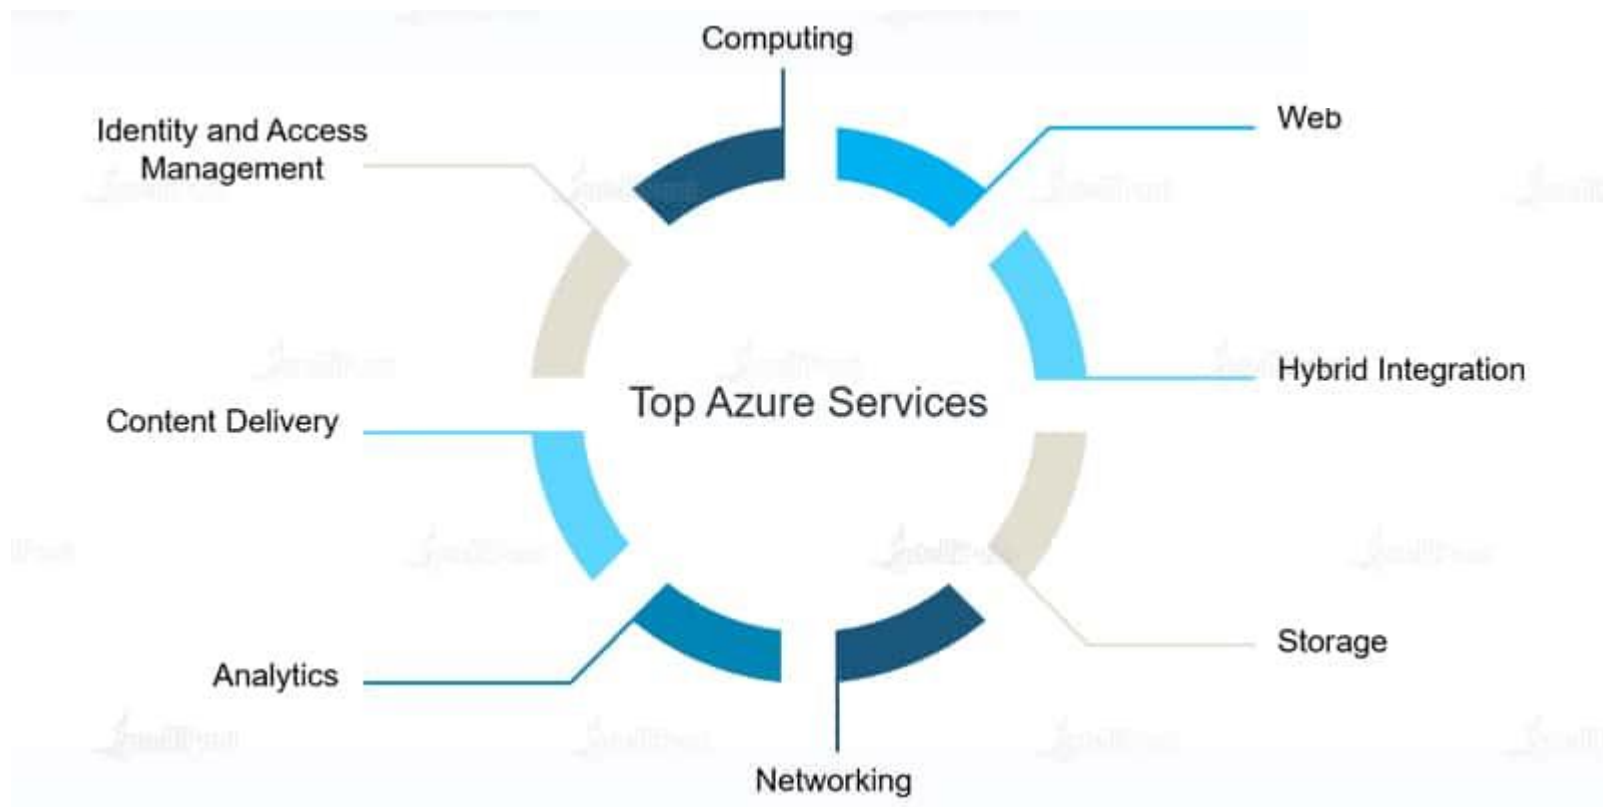 Computing
Web
Identity and Access
Management
Hybrid Integration
Top Azure Services
Content Delivery
Storage
Analytics
Networking